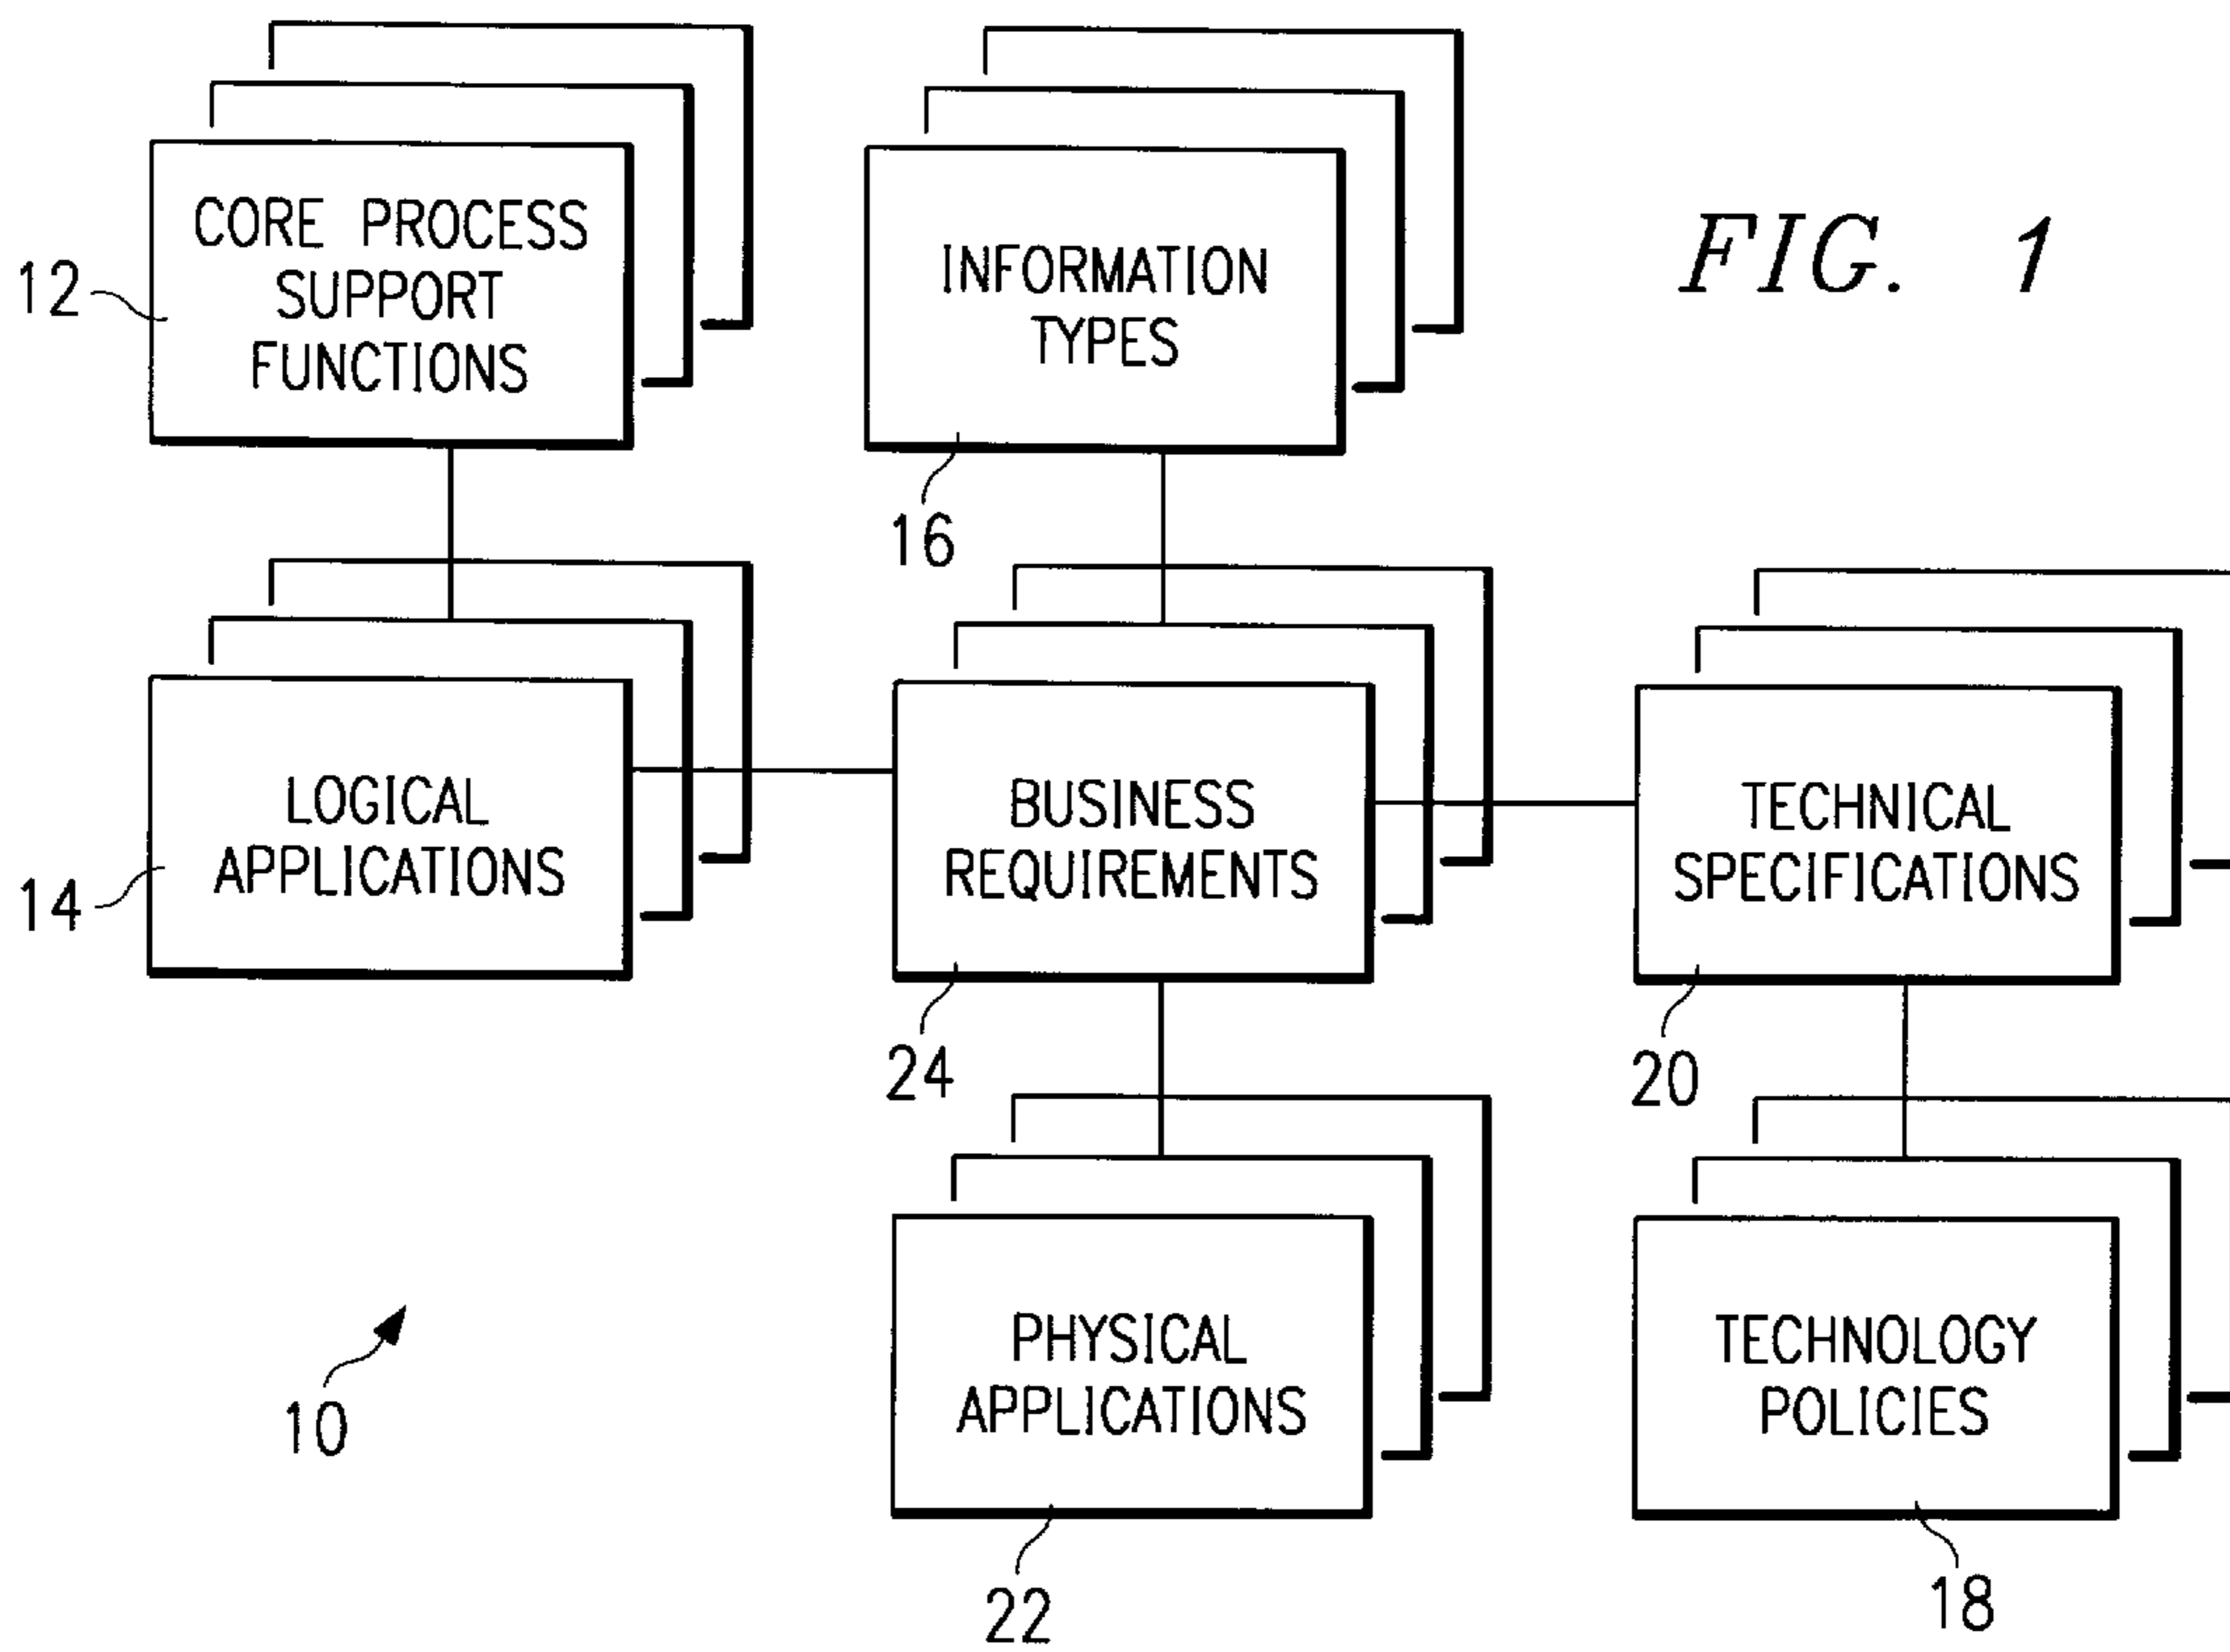 CORE PROCESS
SUPPORT
FUNCTIONS
12
INFORMATION
TYPES
16
FIG. 1
LOGICAL
APPLICATIONS
14
BUSINESS
REQUIREMENTS
24
TECHNICAL
SPECIFICATIONS
20
10
PHYSICAL
APPLICATIONS
22
TECHNOLOGY
POLICIES
18